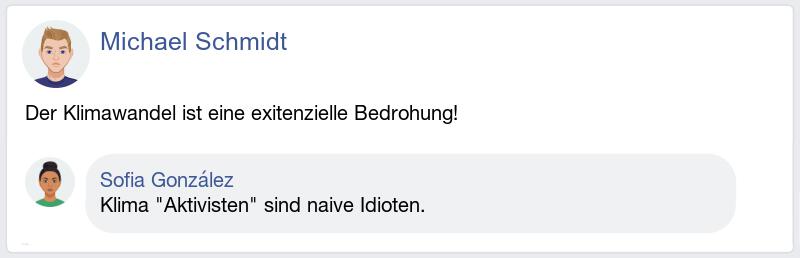 Michael Schmidt
Der Klimawandel ist eine exitenzielle Bedrohung!
Sofia González
Klima "Aktivisten" sind naive Idioten.